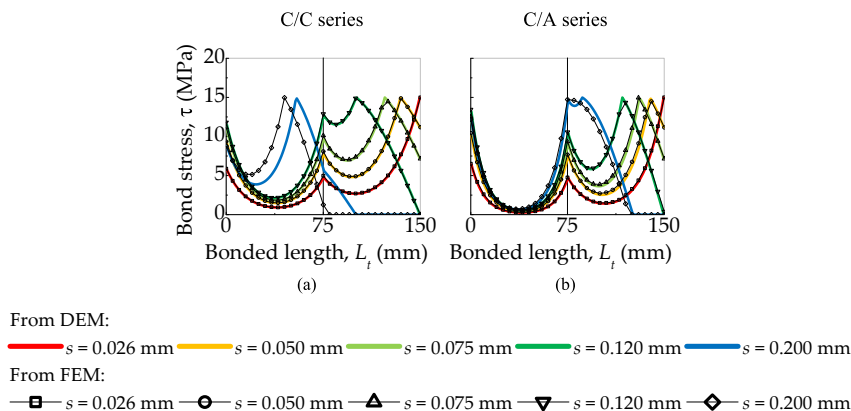 C/C series
C/A series
Bond stress, τ (MPa)
20
15
10
5
0
0
75
150
0
75
150
Bonded length, Lt (mm)
Bonded length, Lt (mm)
(a)
(b)
From DEM:
s = 0.026 mm s = 0.050 mm s = 0.075 mm s = 0.120 mm s = 0.200 mm
From FEM:
s = 0.026 mm s = 0.050 mm s = 0.075 mm s = 0.120 mm s = 0.200 mm